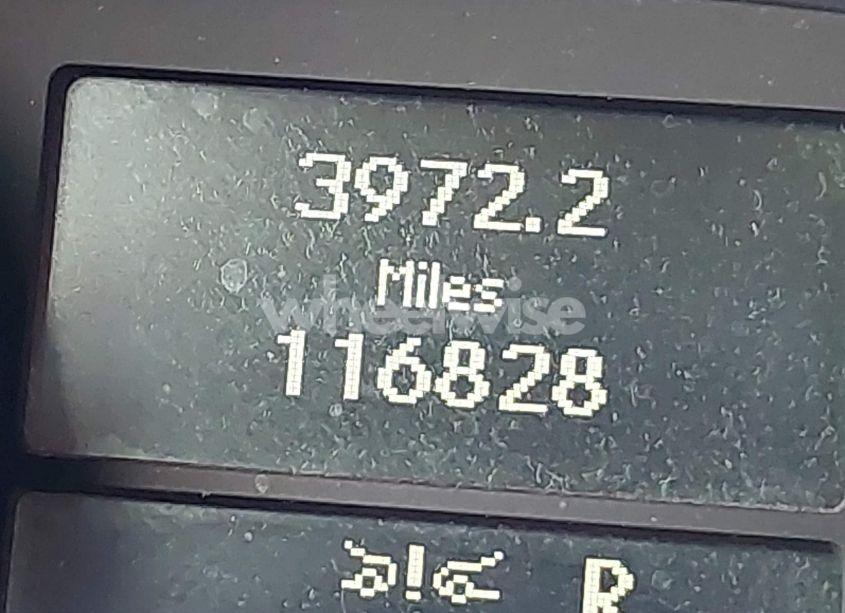 3972.2
Miles
wheelwise
116828
! R